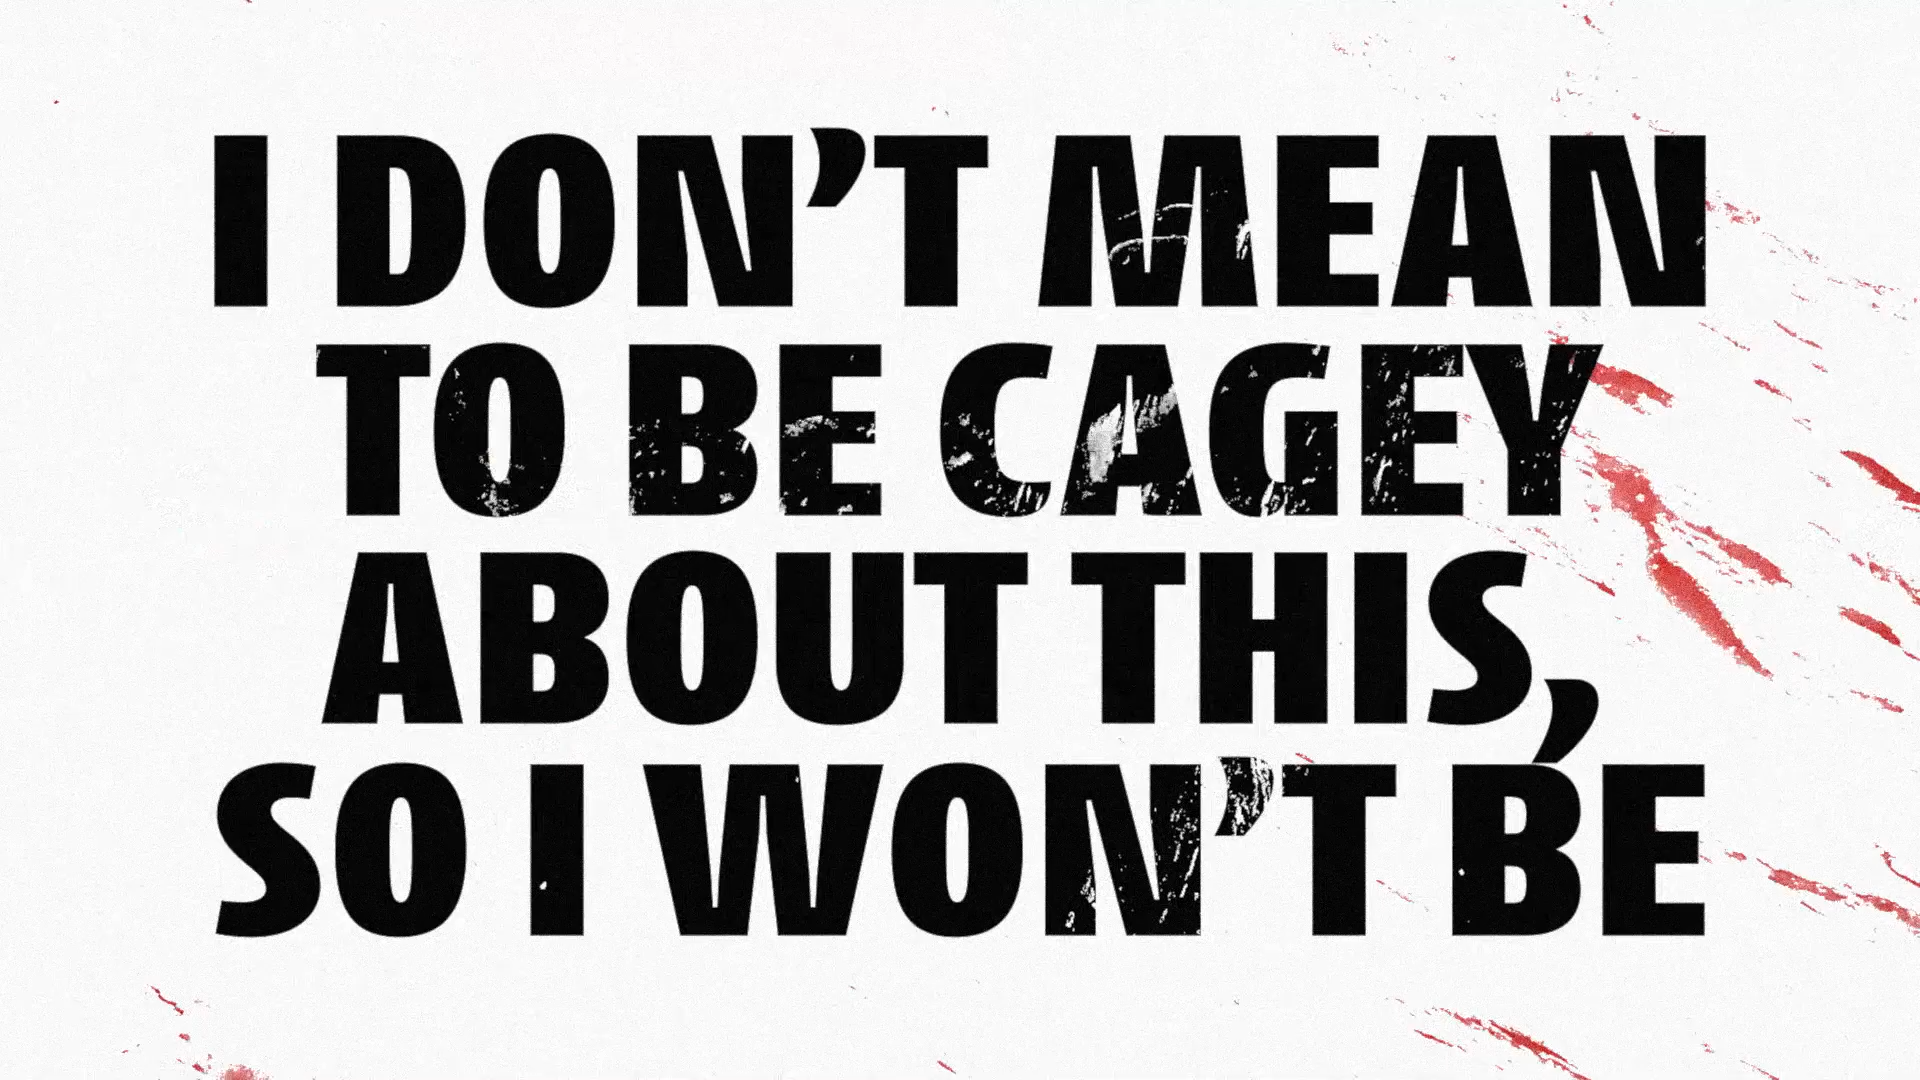 I DON’T MEAN
TO BE CAGEY
ABOUT THIS,
SO I WON’T BE